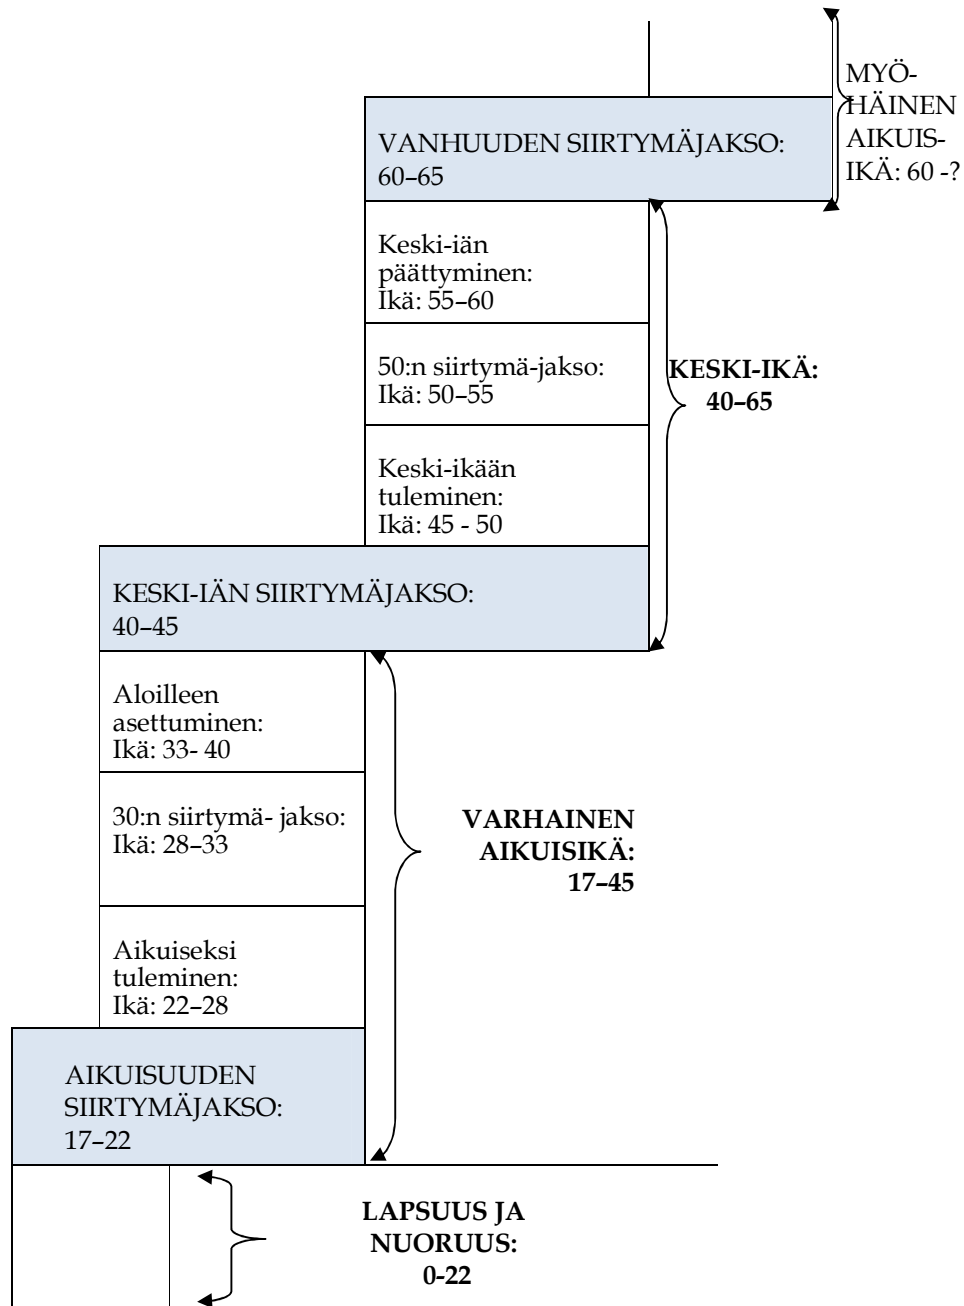 MYÖ-
HÄINEN
AIKUIS-
IKÄ: 60 -?
VANHUUDEN SIIRTYMÄJAKSO:
60–65
Keski-iän
päättyminen:
Ikä: 55–60
50:n siirtymä-jakso:
Ikä: 50–55
KESKI-IKÄ:
40–65
Keski-ikään
tuleminen:
Ikä: 45 - 50
KESKI-IÄN SIIRTYMÄJAKSO:
40–45
Aloilleen
asettuminen:
Ikä: 33- 40
30:n siirtymä- jakso:
Ikä: 28–33
VARHAINEN
AIKUISIKÄ:
17–45
Aikuiseksi
tuleminen:
Ikä: 22–28
AIKUISUUDEN
SIIRTYMÄJAKSO:
17–22
LAPSUUS JA
NUORUUS:
0-22